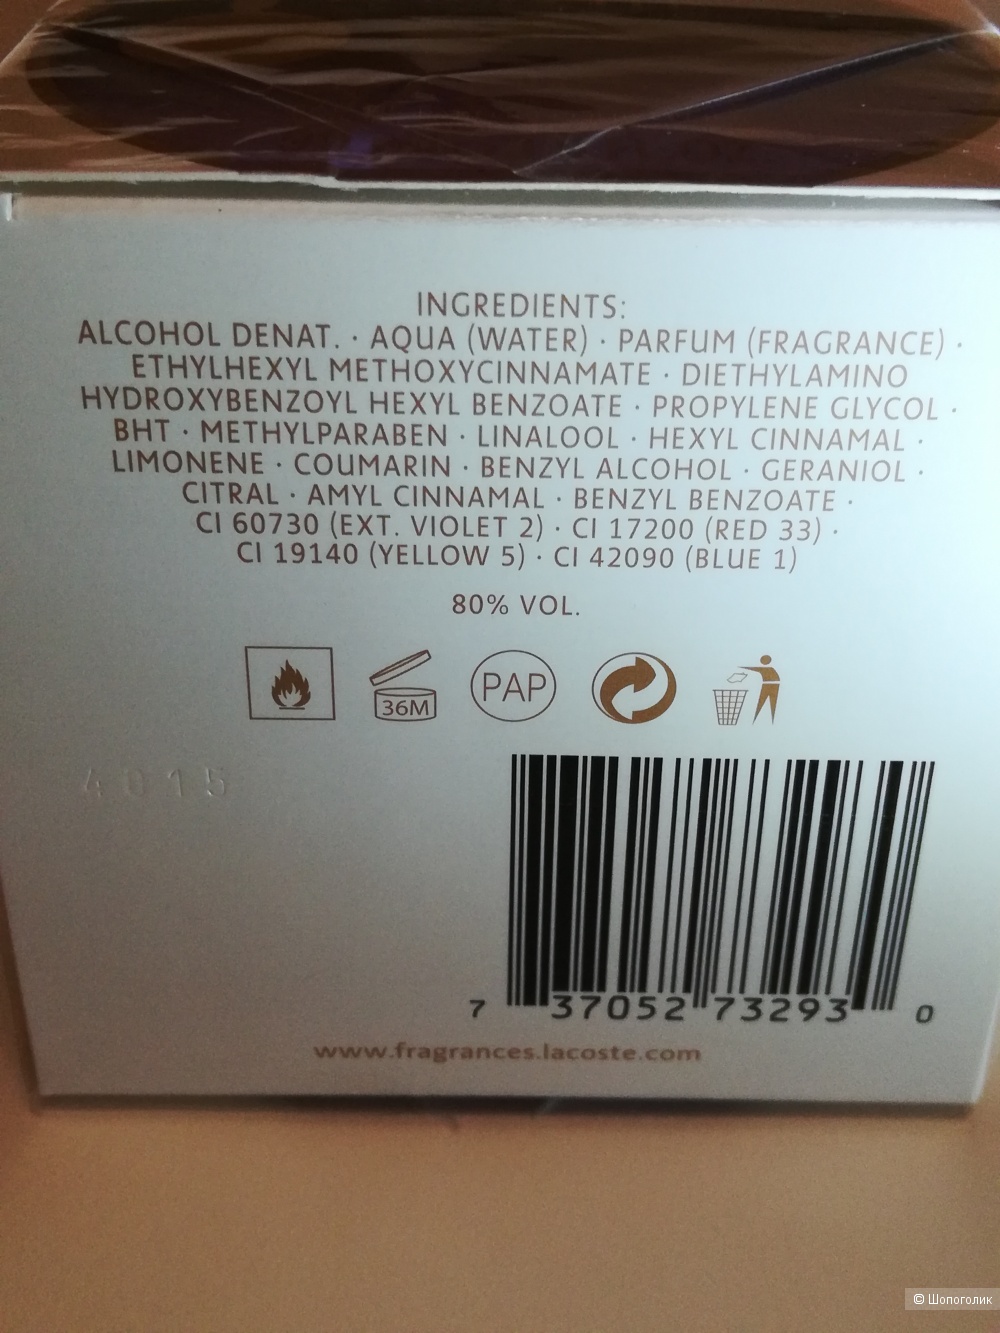 INGREDIENTS:
ALCOHOL DENAT. · AQUA (WATER) · PARFUM (FRAGRANCE) ·
ETHYLHEXYL METHOXYCINNAMATE · DIETHYLAMINO
HYDROXYBENZOYL HEXYL BENZOATE · PROPYLENE GLYCOL ·
BHT · METHYLPARABEN · LINALOOL · HEXYL CINNAMAL ·
LIMONENE · COUMARIN · BENZYL ALCOHOL · GERANIOL ·
CITRAL · AMYL CINNAMAL · BENZYL BENZOATE ·
CI 60730 (EXT. VIOLET 2) · CI 17200 (RED 33) ·
CI 19140 (YELLOW 5) · CI 42090 (BLUE 1)
80% VOL.
36M
PAP
4015
7 37052 73293 0
www.fragrances.lacoste.com
© Шопоголик